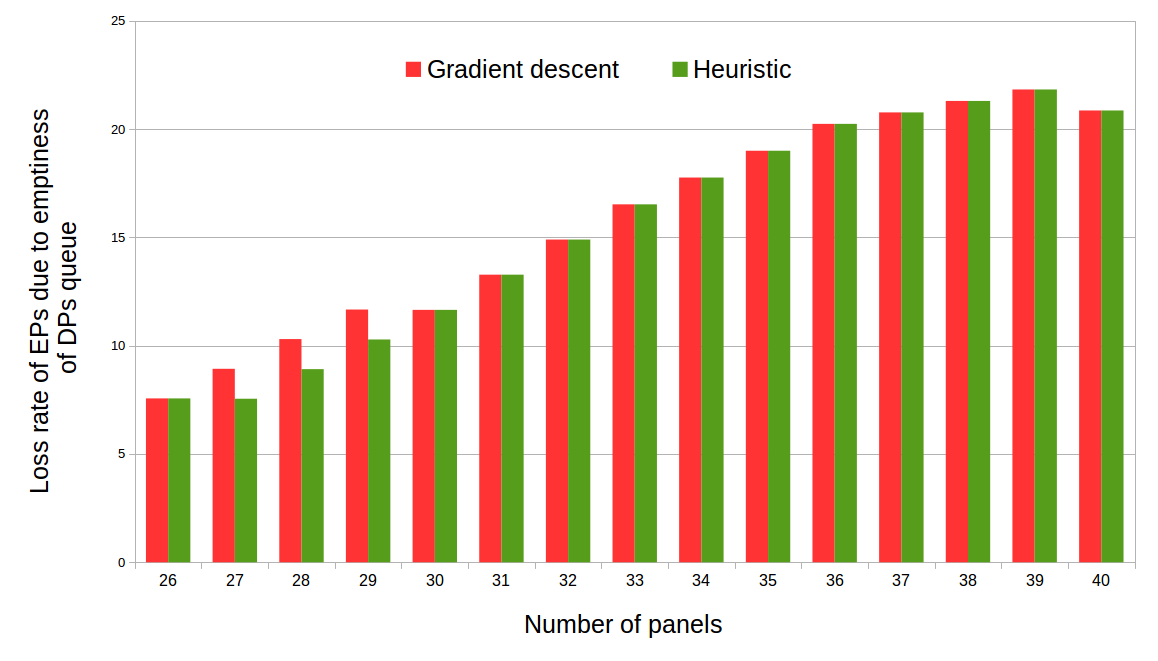 Gradient descent
Heuristic
Loss rate of EPs due to emptiness
of DPs queue
25
20
15
10
5
0
26 27 28 29 30 31 32 33 34 35 36 37 38 39 40
Number of panels